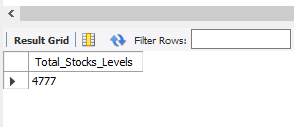 Result Grid Filter Rows:
Total_Stocks_Levels
4777